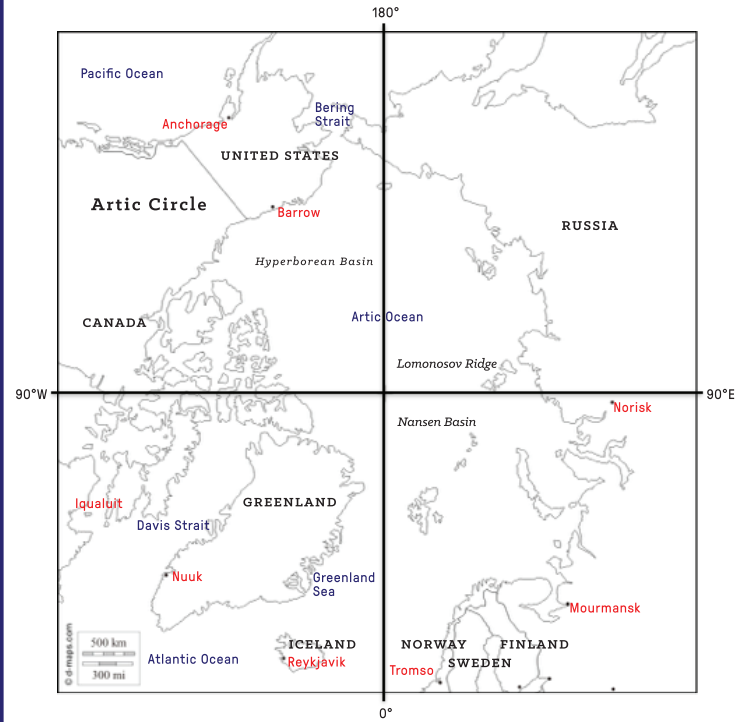 180°
Pacific Ocean
Bering
Strait
Anchorage
UNITED STATES
Artic Circle
Barrow
RUSSIA
Hyperborean Basin
CANADA
Artic Ocean
Lomonosov Ridge
90°W
90°E
Norisk
Nansen Basin
Iqualuit
GREENLAND
Davis Strait
Nuuk
Greenland
Sea
Mourmansk
500 km
300 mi
© d-maps.com
Atlantic Ocean
ICELAND
Reykjavik
NORWAY
FINLAND
SWEDEN
Tromso
0°